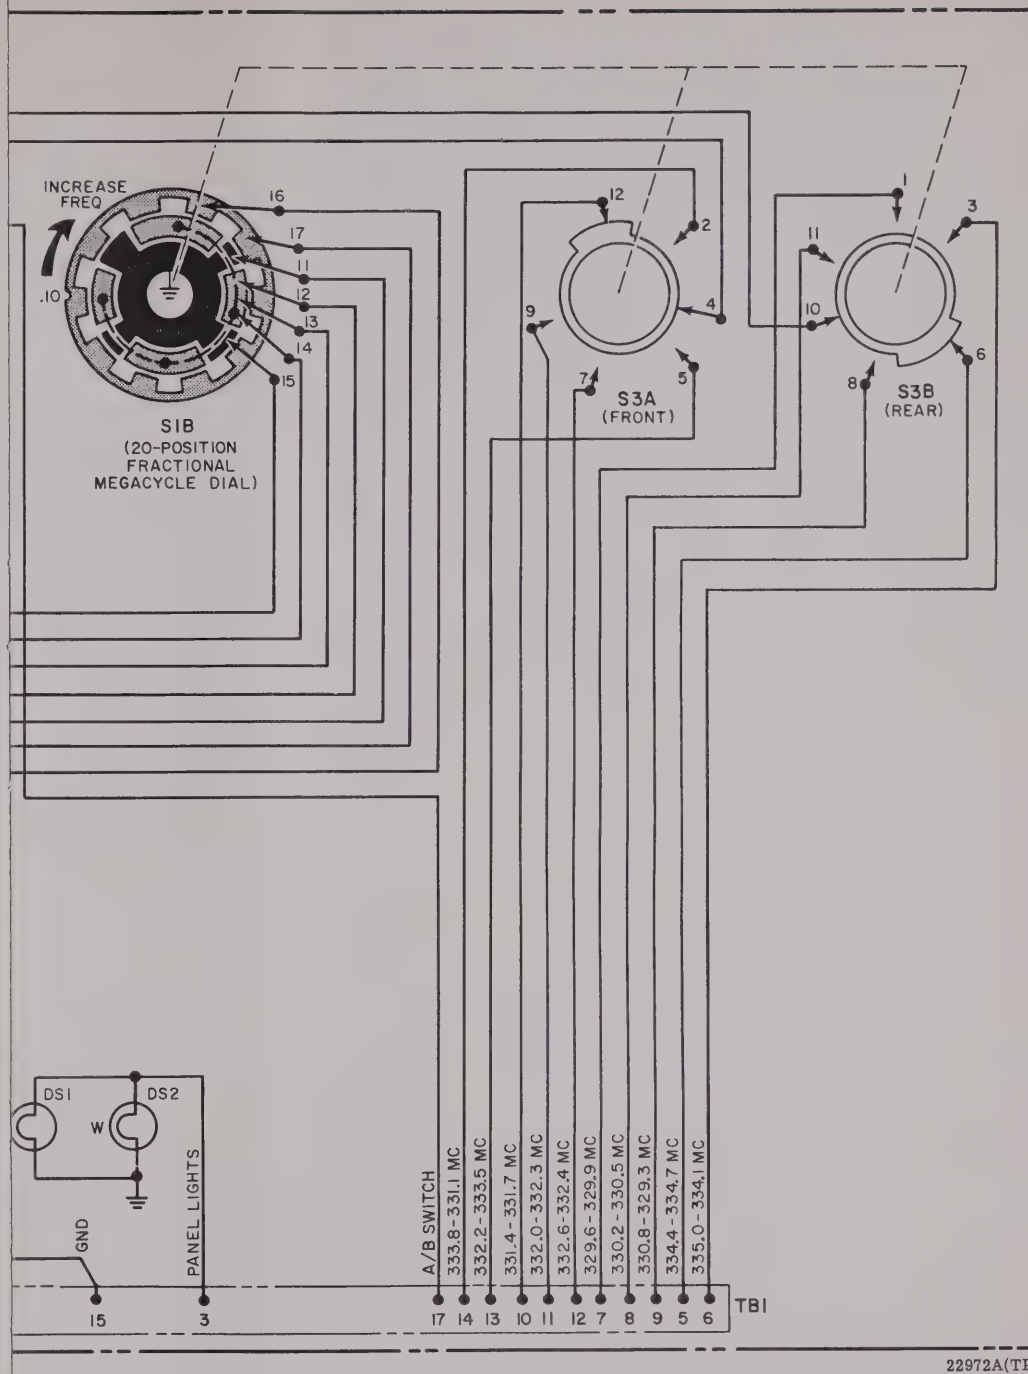 INCREASE
FREQ
.10
16
17
11
12
13
14
15
S1B
(20-POSITION
FRACTIONAL
MEGACYCLE DIAL)
12
2
9
4
7
5
S3A
(FRONT)
1
3
11
10
6
8
S3B
(REAR)
DS1
DS2
W
GND
PANEL LIGHTS
A/B SWITCH
333.8-331.1 MC
332.2-333.5 MC
331.4-331.7 MC
332.0-332.3 MC
332.6-332.4 MC
329.6-329.9 MC
330.2-330.5 MC
330.8-329.3 MC
334.4-334.7 MC
335.0-334.1 MC
15
3
17 14 13 10 11 12 7 8 9 5 6
TB1
22972A(TE